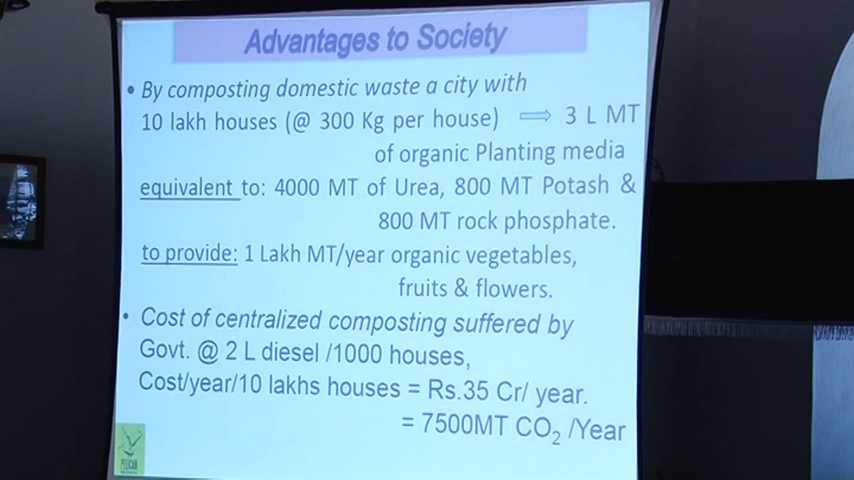 Advantages to Society
• By composting domestic waste a city with
10 lakh houses (@ 300 Kg per house) ⇒ 3 L MT
of organic Planting media
equivalent to: 4000 MT of Urea, 800 MT Potash &
800 MT rock phosphate.
to provide: 1 Lakh MT/year organic vegetables,
fruits & flowers.
• Cost of centralized composting suffered by
Govt. @ 2 L diesel /1000 houses,
Cost/year/10 lakhs houses = Rs.35 Cr/ year.
= 7500MT CO₂ /Year
PELICAN